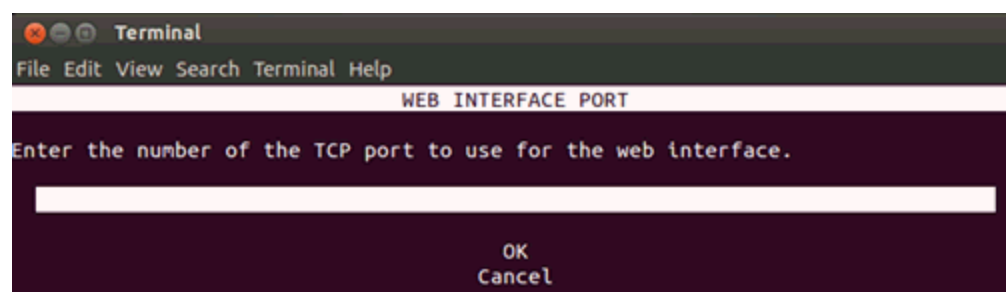 Terminal
File Edit View Search Terminal Help
WEB INTERFACE PORT
Enter the number of the TCP port to use for the web interface.
OK
Cancel